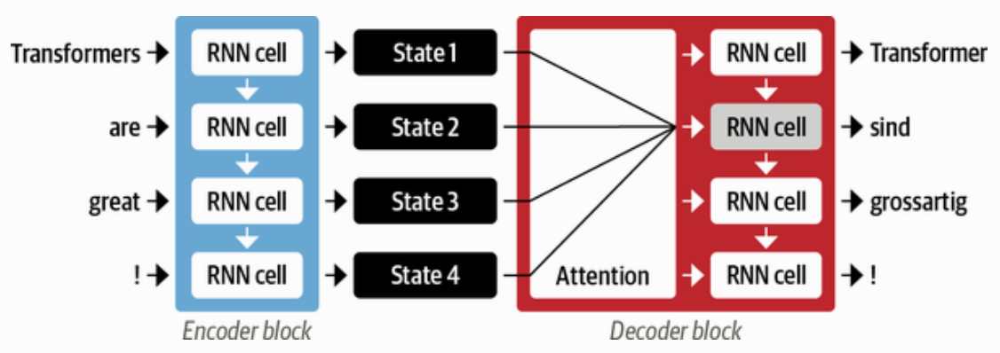 Transformers RNN cell State 1 RNN cell Transformer
are RNN cell State 2 RNN cell sind
great RNN cell State 3 RNN cell grossartig
! RNN cell State 4 Attention RNN cell !
Encoder block Decoder block